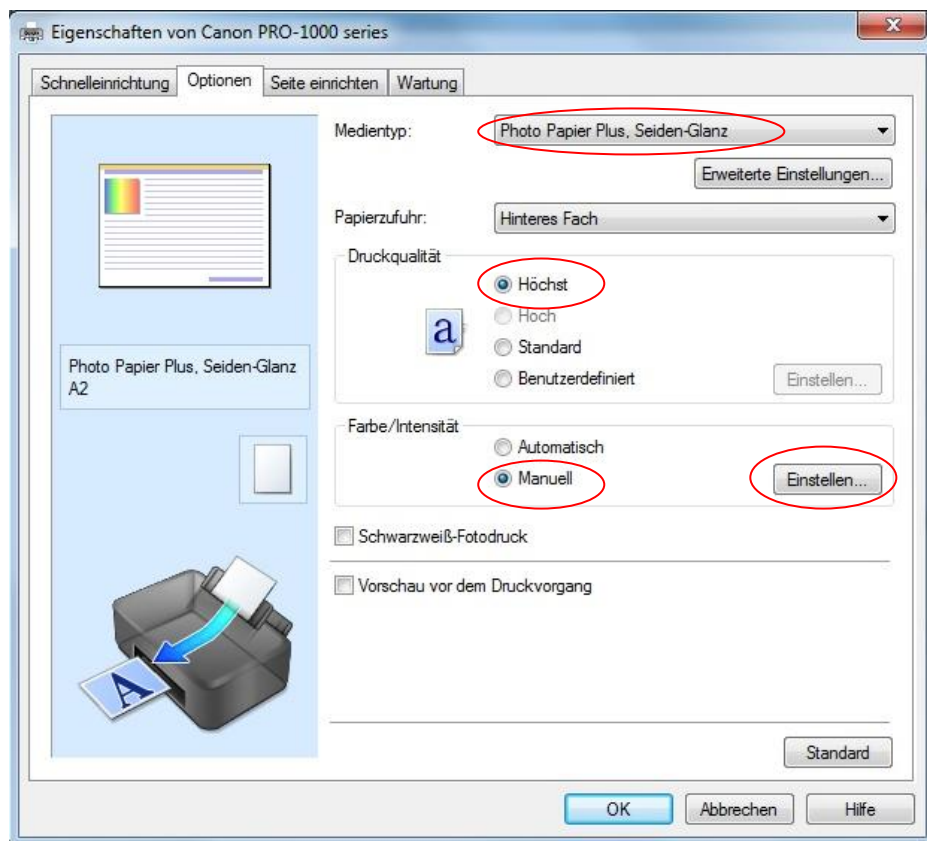 Eigenschaften von Canon PRO-1000 series
Schnelleinrichtung Optionen Seite einrichten Wartung
Medientyp: Photo Papier Plus, Seiden-Glanz
Erweiterte Einstellungen...
Papierzufuhr: Hinteres Fach
Druckqualität
Höchst
a
Hoch
Standard
Benutzerdefiniert Einstellen...
Photo Papier Plus, Seiden-Glanz
A2
Farbe/Intensität
Automatisch
Manuell Einstellen...
Schwarzweiß-Fotodruck
Vorschau vor dem Druckvorgang
A
Standard
OK Abbrechen Hilfe